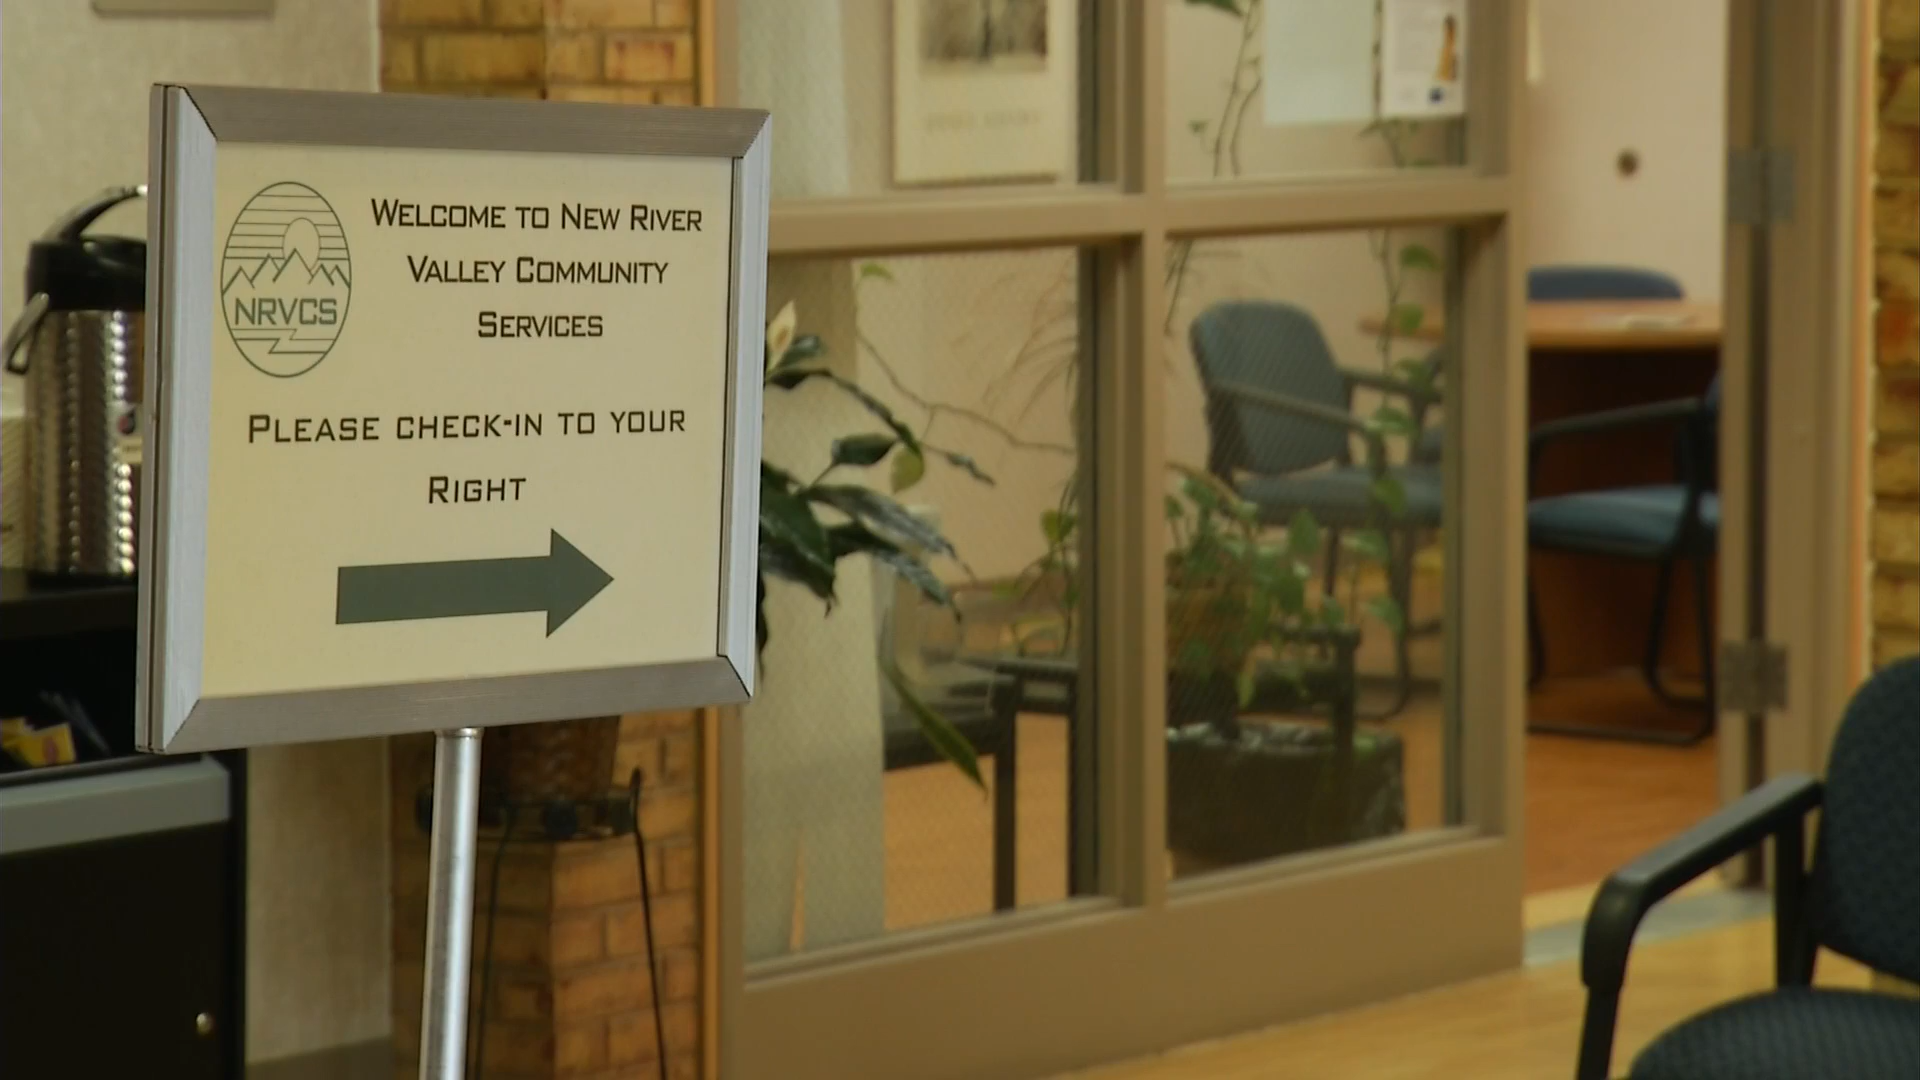 WELCOME TO NEW RIVER
VALLEY COMMUNITY
SERVICES
NRVCS
PLEASE CHECK-IN TO YOUR
RIGHT